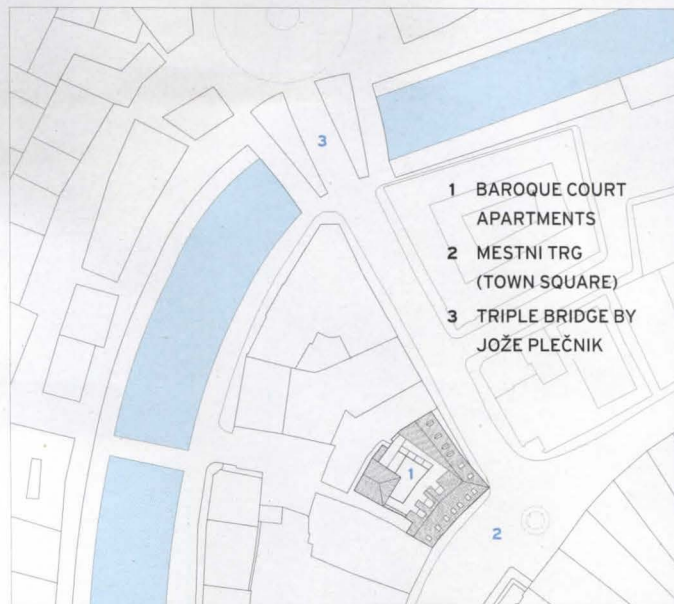 3
1 BAROQUE COURT
APARTMENTS
2 MESTNI TRG
(TOWN SQUARE)
3 TRIPLE BRIDGE BY
JOŽE PLEČNIK
1
2